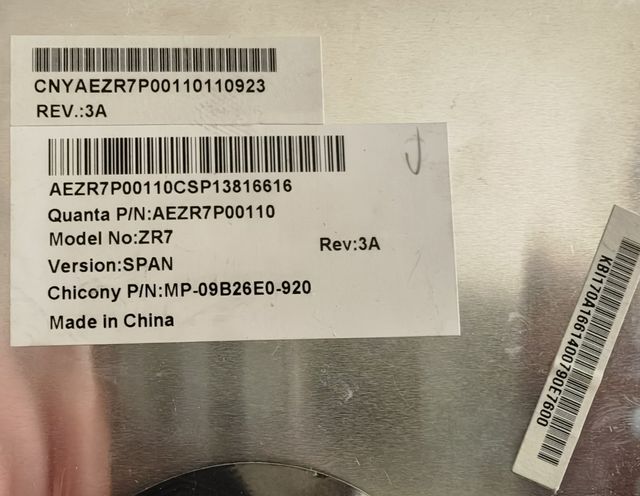 CNYAEZR7P00110110923
REV.:3A
AEZR7P00110CSP13816616
Quanta P/N:AEZR7P00110
Model No:ZR7
Rev:3A
Version:SPAN
Chicony P/N:MP-09B26E0-920
Made in China
KBI170A1661400790E7600